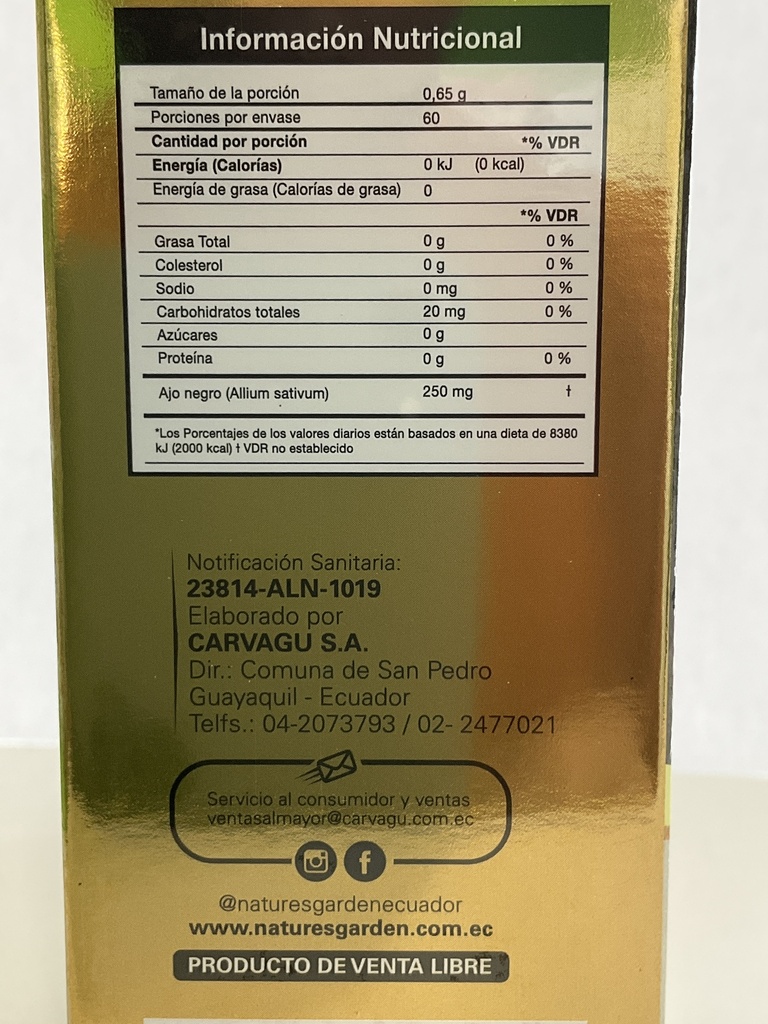 Información Nutricional
Tamaño de la porción 0,65 g
Porciones por envase 60
Cantidad por porción *% VDR
Energía (Calorías) 0 kJ (0 kcal)
Energía de grasa (Calorías de grasa) 0
*% VDR
Grasa Total 0 g 0 %
Colesterol 0 g 0 %
Sodio 0 mg 0 %
Carbohidratos totales 20 mg 0 %
Azúcares 0 g
Proteína 0 g 0 %
Ajo negro (Allium sativum) 250 mg †
*Los Porcentajes de los valores diarios están basados en una dieta de 8380
kJ (2000 kcal) † VDR no establecido
Notificación Sanitaria:
23814-ALN-1019
Elaborado por
CARVAGU S.A.
Dir.: Comuna de San Pedro
Guayaquil - Ecuador
Telfs.: 04-2073793 / 02- 2477021
Servicio al consumidor y ventas
ventasalmayor@carvagu.com.ec
@naturesgardenecuador
www.naturesgarden.com.ec
PRODUCTO DE VENTA LIBRE